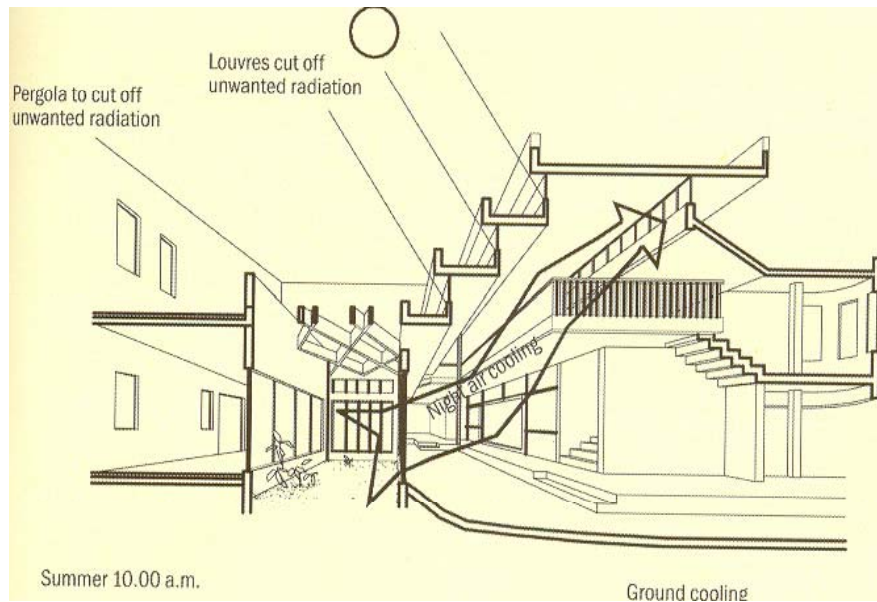 Louvres cut off
unwanted radiation
Pergola to cut off
unwanted radiation
Night air cooling
Summer 10.00 a.m.
Ground cooling